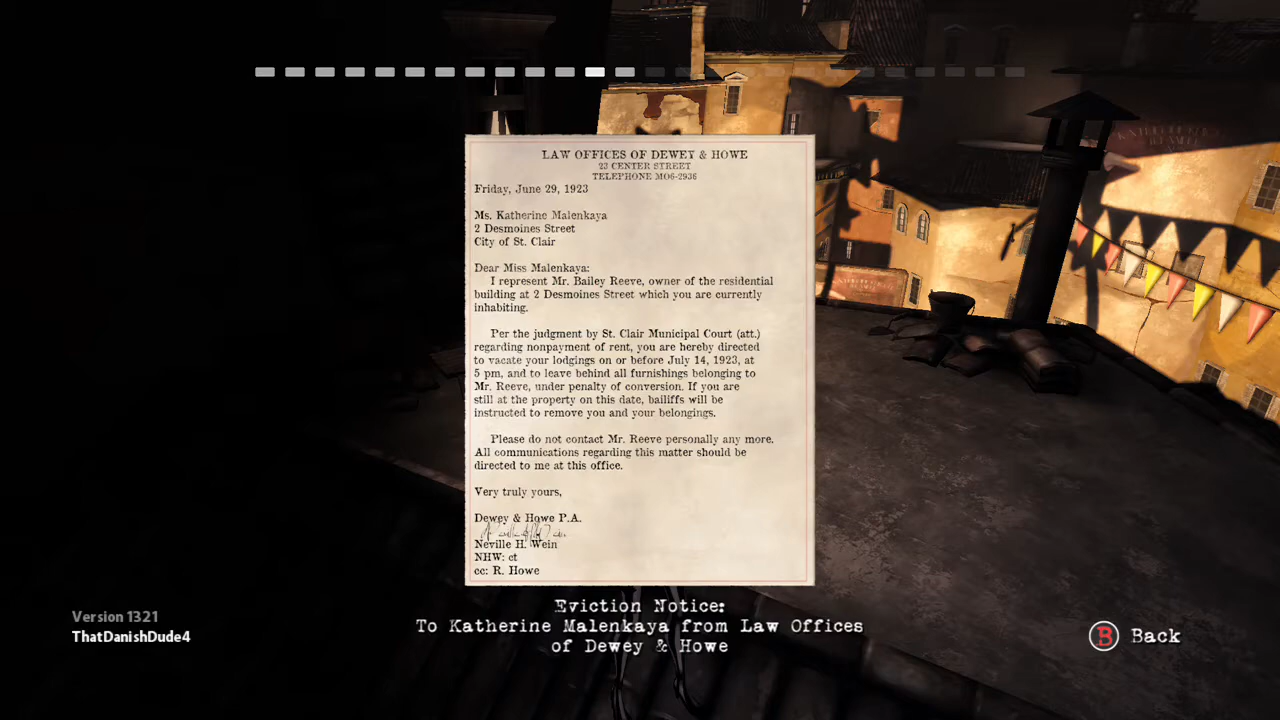 LAW OFFICES OF DEWEY & HOWE
23 CENTER STREET
TELEPHONE MO6-2936
Friday, June 29, 1923
Ms. Katherine Malenkaya
2 Desmoines Street
City of St. Clair
Dear Miss Malenkaya:
I represent Mr. Bailey Reeve, owner of the residential
building at 2 Desmoines Street which you are currently
inhabiting.
Per the judgment by St. Clair Municipal Court (att.)
regarding nonpayment of rent, you are hereby directed
to vacate your lodgings on or before July 14, 1923, at
5 pm, and to leave behind all furnishings belonging to
Mr. Reeve, under penalty of conversion. If you are
still at the property on this date, bailiffs will be
instructed to remove you and your belongings.
Please do not contact Mr. Reeve personally any more.
All communications regarding this matter should be
directed to me at this office.
Very truly yours,
Dewey & Howe P.A.
Neville H. Wein
NHW: ct
cc: R. Howe
Eviction Notice:
To Katherine Malenkaya from Law Offices
of Dewey & Howe
Version 1321
ThatDanishDude4
B Back